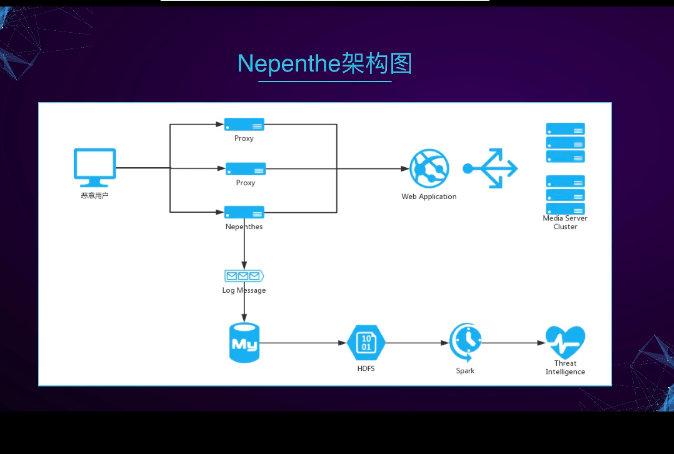 Nepenthe架构图
Proxy
恶意用户
Proxy
Web Application
Nepenthes
Media Server
Cluster
Log Message
My
10
01
HDFS
Spark
Threat
Intelligence